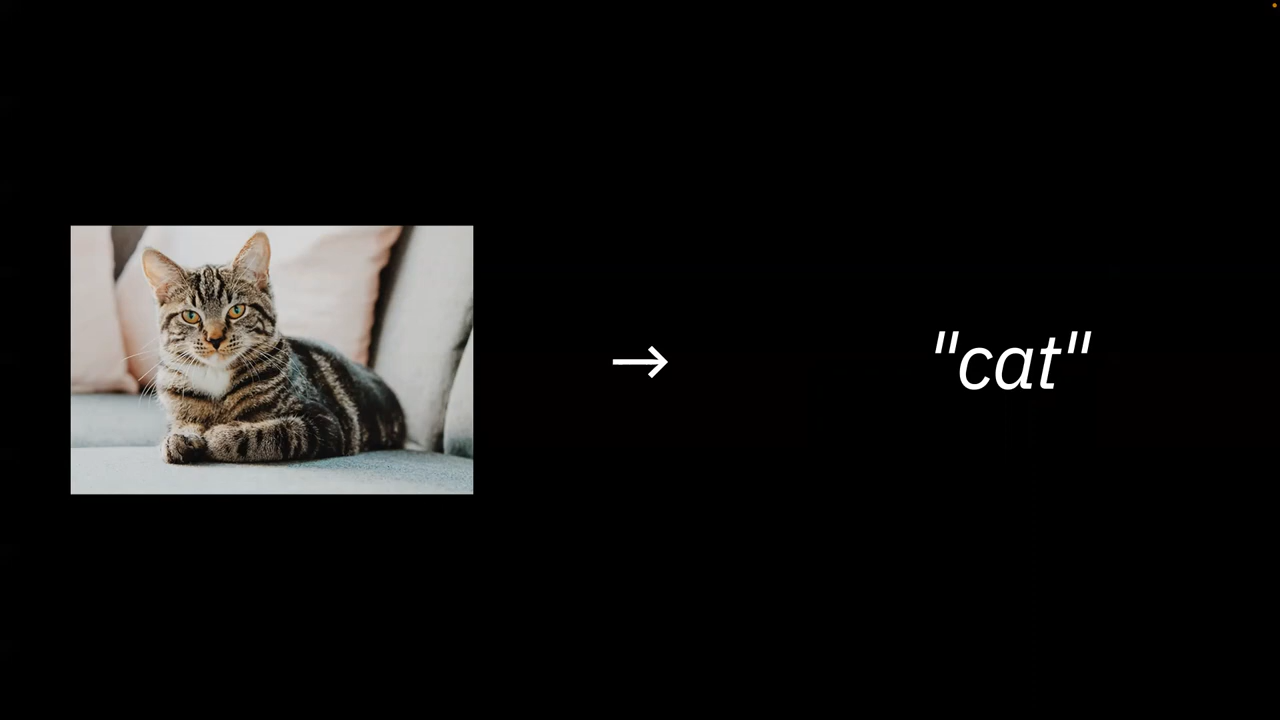 → "cat"